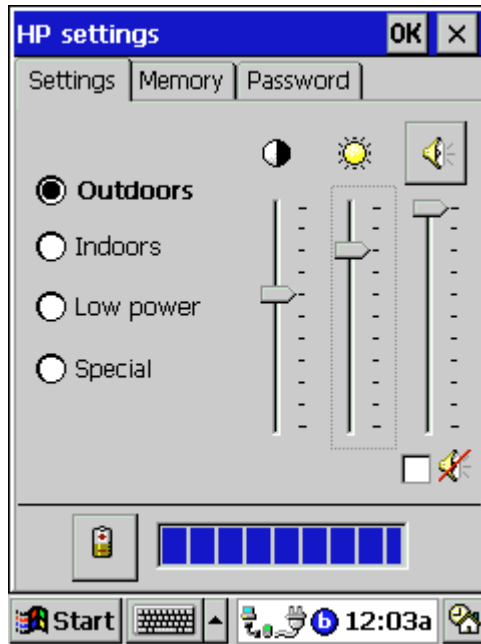 HP settings OK ×
Settings Memory Password
Outdoors
Indoors
Low power
Special
Start b 12:03a